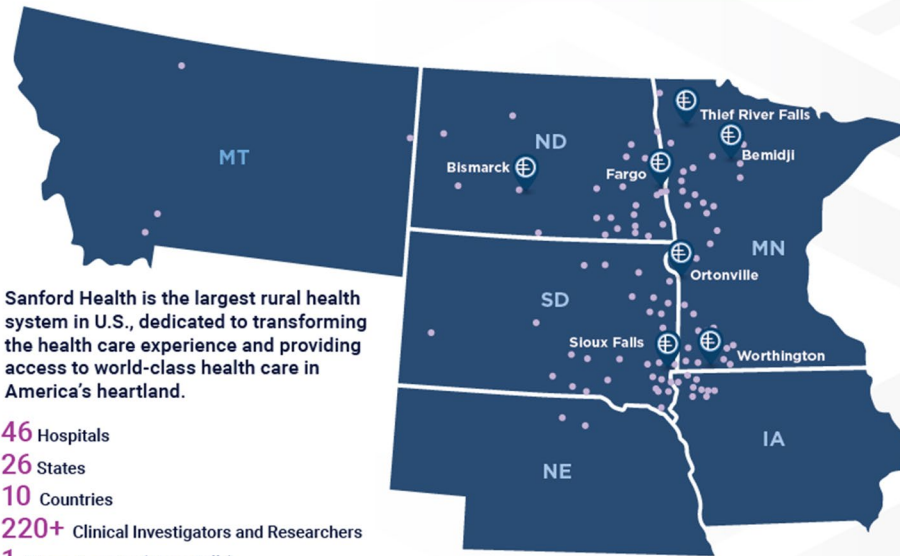 MT
ND
Thief River Falls
Bemidji
Bismarck
Fargo
MN
Ortonville
SD
Sioux Falls
Worthington
IA
NE
Sanford Health is the largest rural health
system in U.S., dedicated to transforming
the health care experience and providing
access to world-class health care in
America's heartland.
46 Hospitals
26 States
10 Countries
220+ Clinical Investigators and Researchers